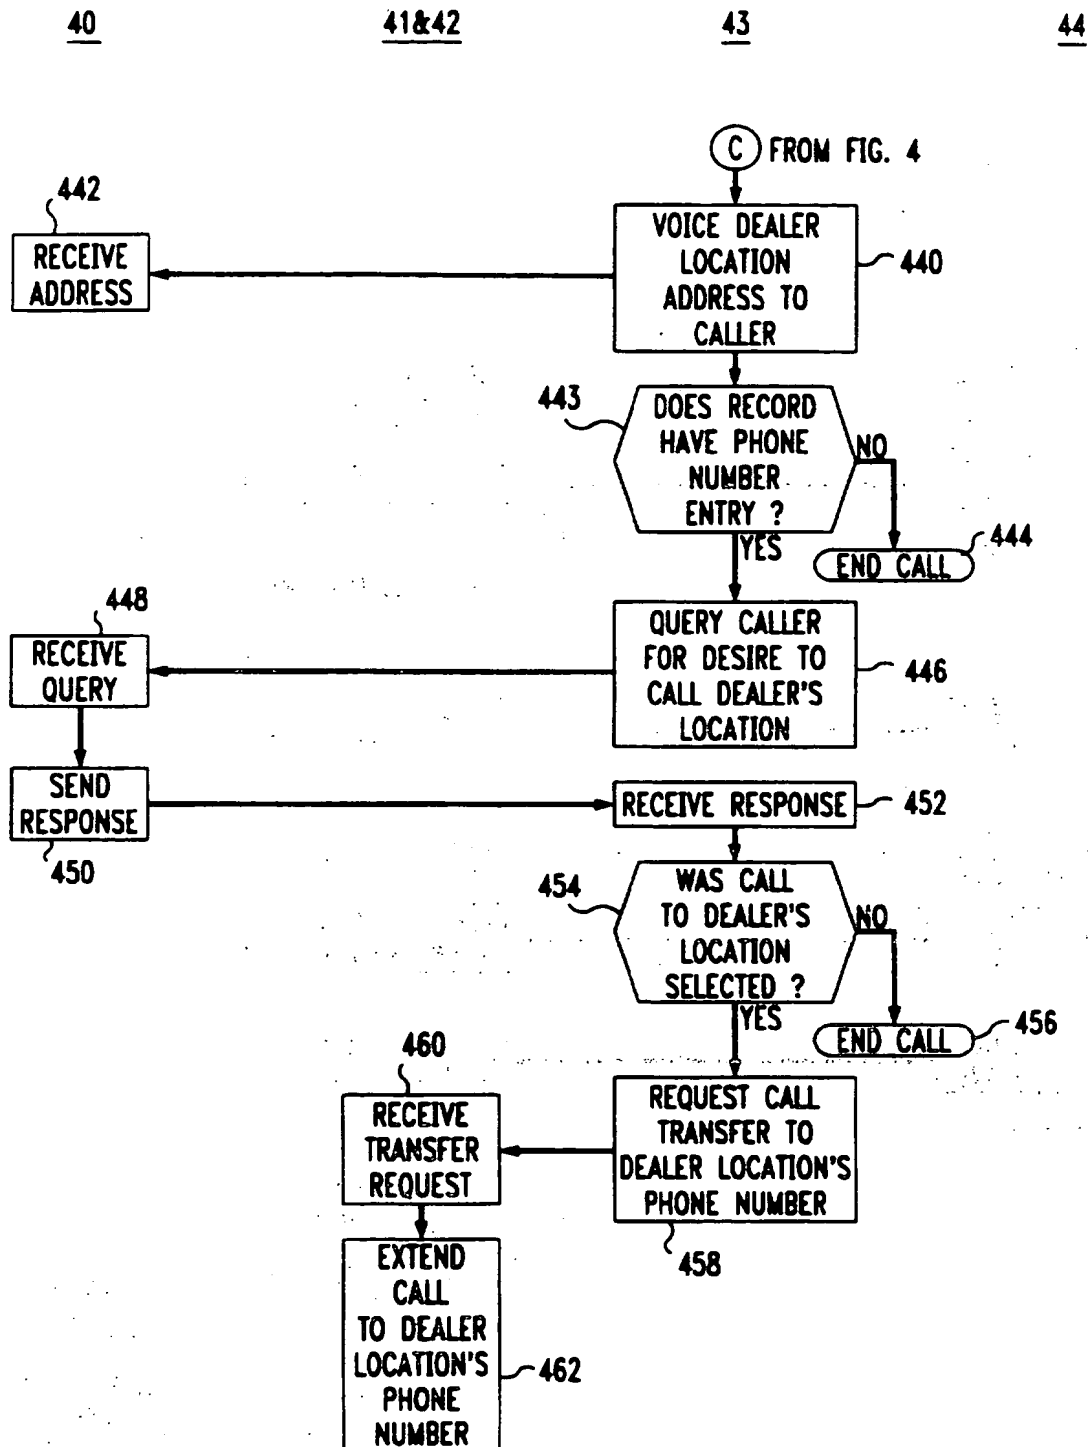 40
41&42
43
44
C FROM FIG. 4
442
RECEIVE
ADDRESS
VOICE DEALER
LOCATION
ADDRESS TO
CALLER
440
443
DOES RECORD
HAVE PHONE
NUMBER
ENTRY ?
NO
YES
444
END CALL
448
RECEIVE
QUERY
QUERY CALLER
FOR DESIRE TO
CALL DEALER'S
LOCATION
446
SEND
RESPONSE
450
RECEIVE RESPONSE
452
454
WAS CALL
TO DEALER'S
LOCATION
SELECTED ?
NO
YES
456
END CALL
460
RECEIVE
TRANSFER
REQUEST
REQUEST CALL
TRANSFER TO
DEALER LOCATION'S
PHONE NUMBER
458
EXTEND
CALL
TO DEALER
LOCATION'S
PHONE
NUMBER
462